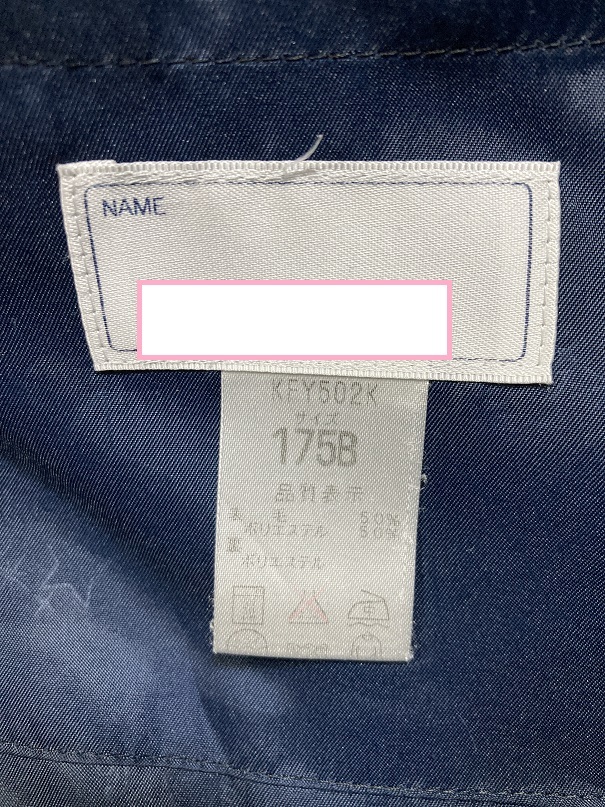 NAME
KFY502K
サイズ
175B
品質表示
表 毛 50%
ポリエステル 50%
裏
ポリエステル